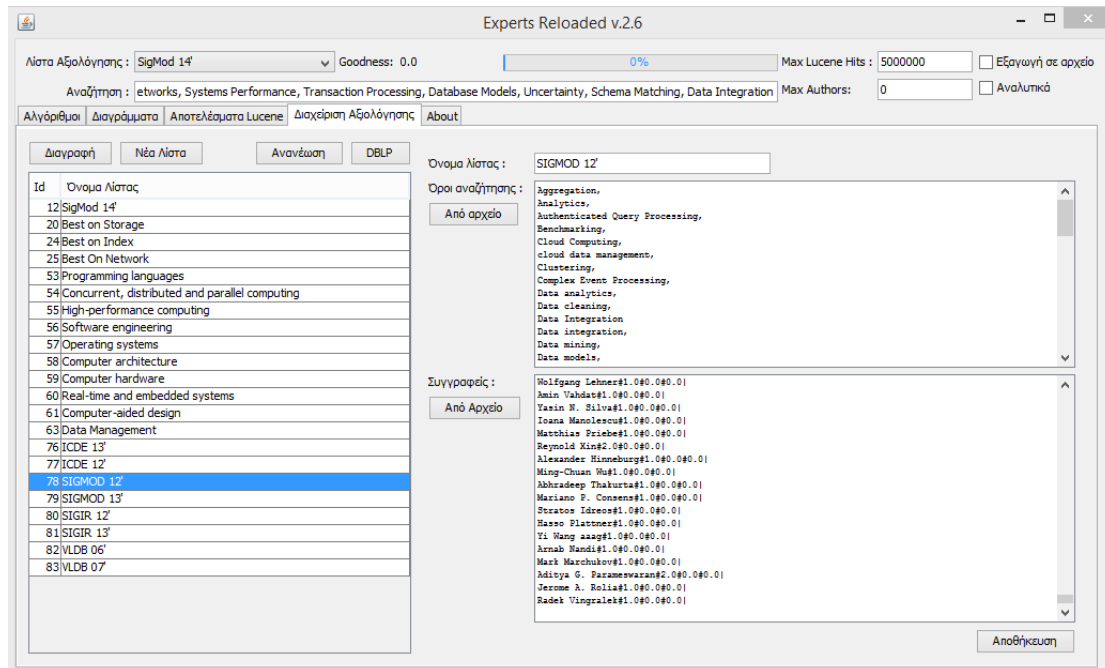 Experts Reloaded v.2.6
Λίστα Αξιολόγησης : SigMod 14' Goodness: 0.0 0% Max Lucene Hits : 5000000 Εξαγωγή σε αρχείο
Αναζήτηση : etworks, Systems Performance, Transaction Processing, Database Models, Uncertainty, Schema Matching, Data Integration Max Authors: 0 Αναλυτικά
Αλγόριθμοι Διαγράμματα Αποτελέσματα Lucene Διαχείριση Αξιολόγησης About
Διαγραφή Νέα Λίστα Ανανέωση DBLP
Id Όνομα Λίστας
12 SigMod 14'
20 Best on Storage
24 Best on Index
25 Best On Network
53 Programming languages
54 Concurrent, distributed and parallel computing
55 High-performance computing
56 Software engineering
57 Operating systems
58 Computer architecture
59 Computer hardware
60 Real-time and embedded systems
61 Computer-aided design
63 Data Management
76 ICDE 13'
77 ICDE 12'
78 SIGMOD 12'
79 SIGMOD 13'
80 SIGIR 12'
81 SIGIR 13'
82 VLDB 06'
83 VLDB 07'
Όνομα λίστας : SIGMOD 12'
Όροι αναζήτησης :
Από αρχείο
Aggregation,
Analytics,
Authenticated Query Processing,
Benchmarking,
Cloud Computing,
cloud data management,
Clustering,
Complex Event Processing,
Data analytics,
Data cleaning,
Data Integration
Data integration,
Data mining,
Data models,
Συγγραφείς :
Από Αρχείο
Wolfgang Lehner#1.0#0.0#0.0|
Amin Vahdat#1.0#0.0#0.0|
Yasin N. Silva#1.0#0.0#0.0|
Ioana Manolescu#1.0#0.0#0.0|
Matthias Priebe#1.0#0.0#0.0|
Reynold Xin#2.0#0.0#0.0|
Alexander Hinneburg#1.0#0.0#0.0|
Ming-Chuan Wu#1.0#0.0#0.0|
Abhradeep Thakurta#1.0#0.0#0.0|
Mariano P. Consens#1.0#0.0#0.0|
Stratos Idreos#1.0#0.0#0.0|
Hasso Plattner#1.0#0.0#0.0|
Yi Wang aaag#1.0#0.0#0.0|
Arnab Nandi#1.0#0.0#0.0|
Mark Marchukov#1.0#0.0#0.0|
Aditya G. Parameswaran#2.0#0.0#0.0|
Jerome A. Rolia#1.0#0.0#0.0|
Radek Vingralek#1.0#0.0#0.0|
Αποθήκευση